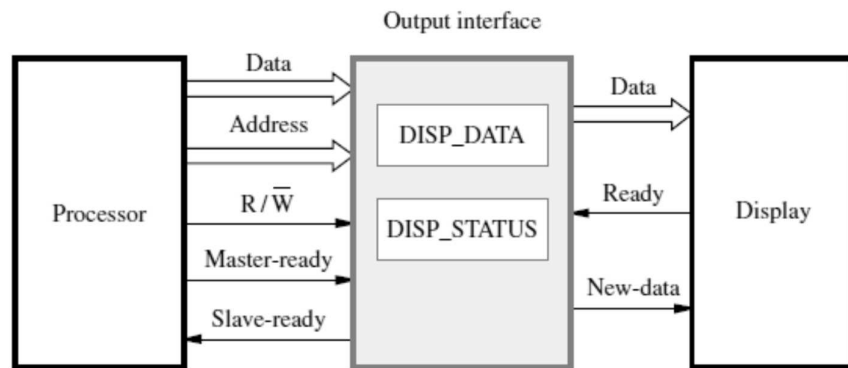 Output interface
Data
Data
Address
DISP_DATA
R / W̅
Ready
Processor
DISP_STATUS
Display
Master-ready
New-data
Slave-ready